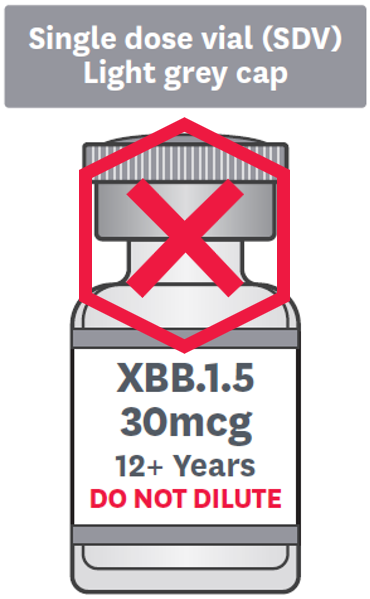 Single dose vial (SDV)
Light grey cap
XBB.1.5
30mcg
12+ Years
DO NOT DILUTE